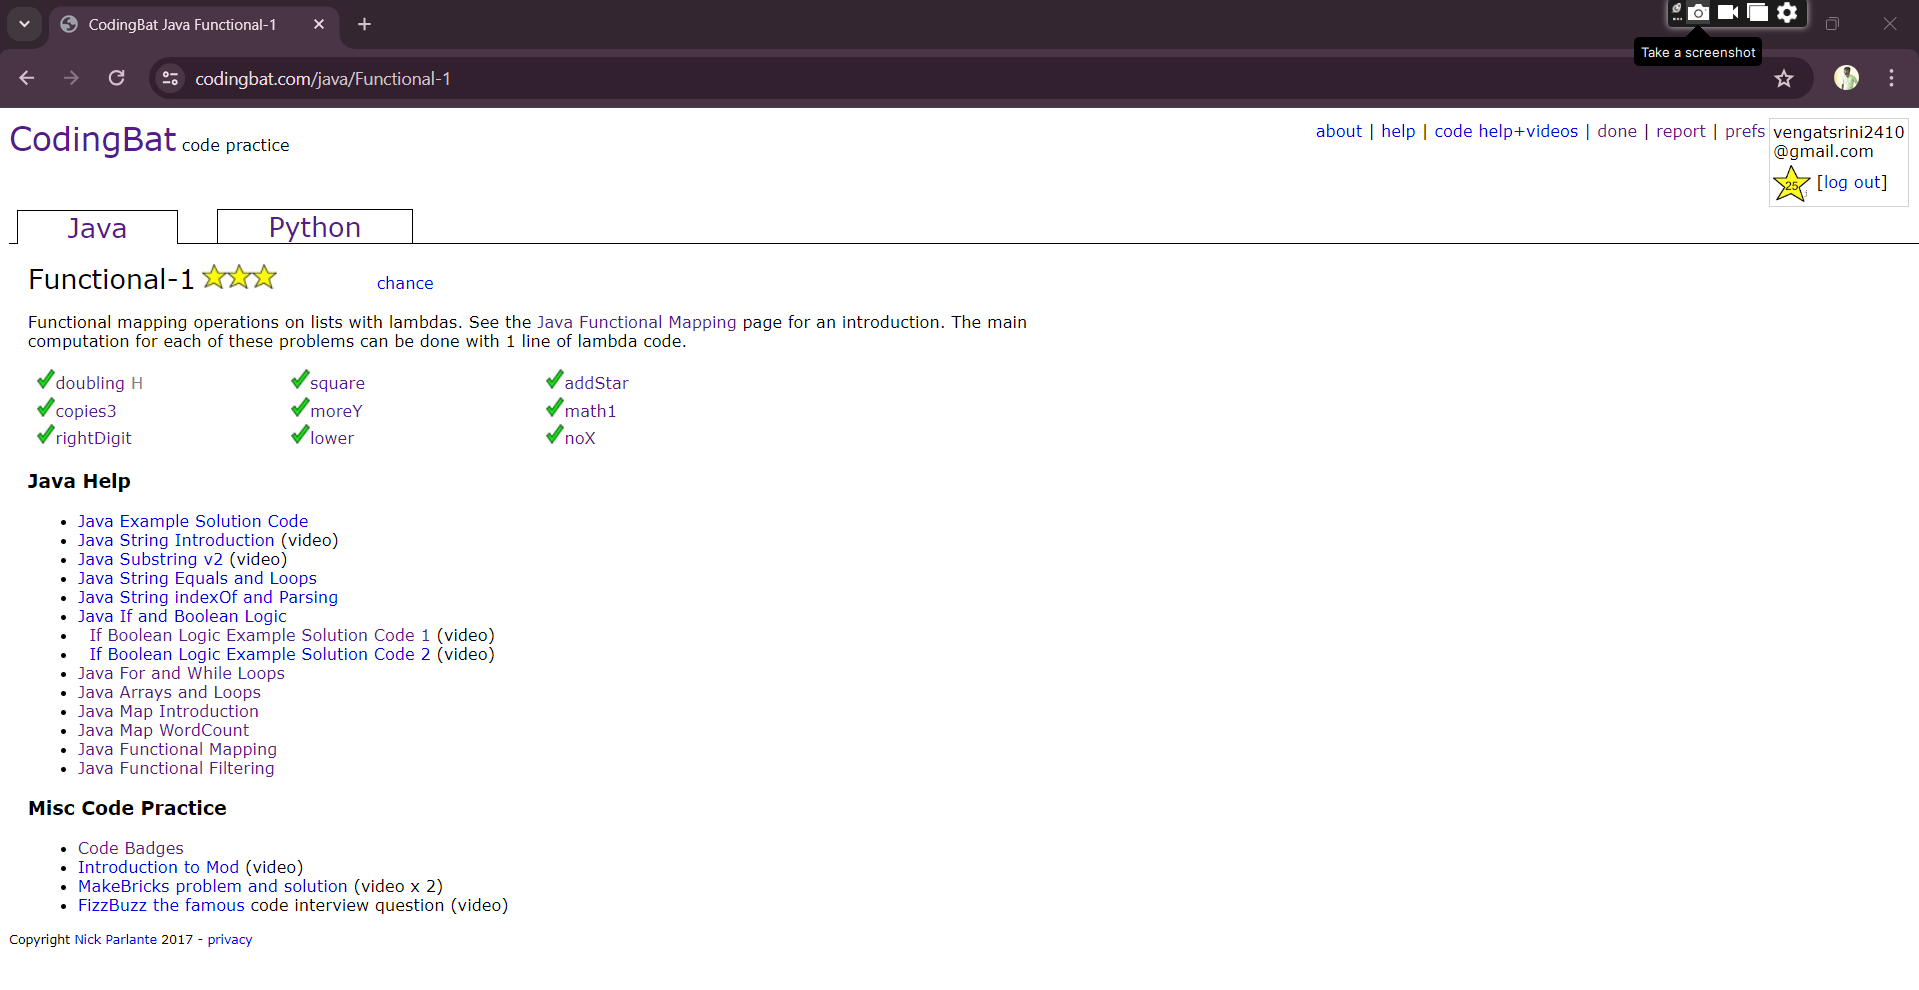 CodingBat Java Functional-1
Take a screenshot
codingbat.com/java/Functional-1
CodingBat code practice
about | help | code help+videos | done | report | prefs
vengatsrini2410
@gmail.com
25 [log out]
Java
Python
Functional-1
chance
Functional mapping operations on lists with lambdas. See the Java Functional Mapping page for an introduction. The main
computation for each of these problems can be done with 1 line of lambda code.
doubling H square addStar
copies3 moreY math1
rightDigit lower noX
Java Help
• Java Example Solution Code
• Java String Introduction (video)
• Java Substring v2 (video)
• Java String Equals and Loops
• Java String indexOf and Parsing
• Java If and Boolean Logic
• If Boolean Logic Example Solution Code 1 (video)
• If Boolean Logic Example Solution Code 2 (video)
• Java For and While Loops
• Java Arrays and Loops
• Java Map Introduction
• Java Map WordCount
• Java Functional Mapping
• Java Functional Filtering
Misc Code Practice
• Code Badges
• Introduction to Mod (video)
• MakeBricks problem and solution (video x 2)
• FizzBuzz the famous code interview question (video)
Copyright Nick Parlante 2017 - privacy